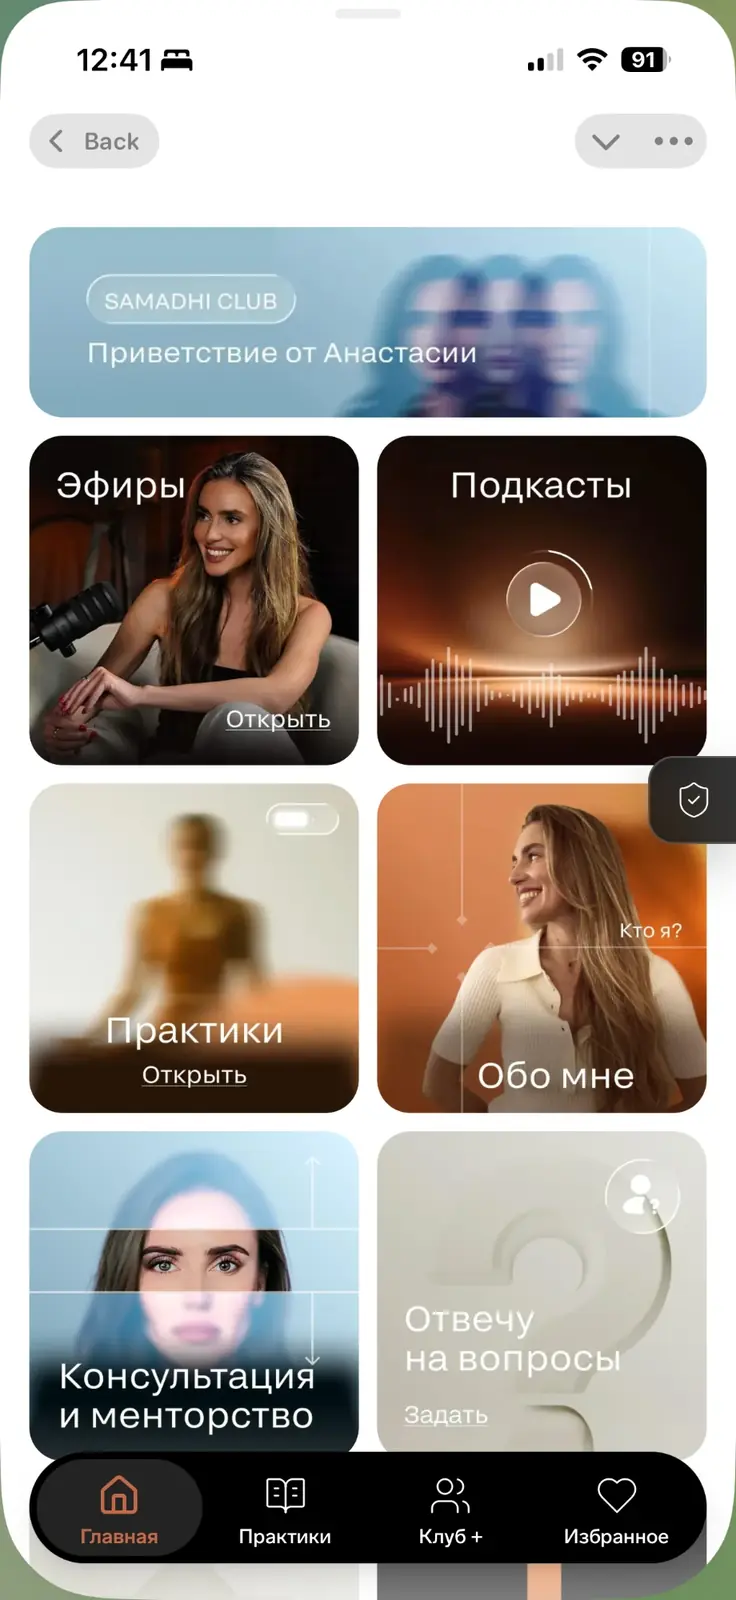 12:41
91
Back
SAMADHI CLUB
Приветствие от Анастасии
Эфиры
Открыть
Подкасты
Практики
Открыть
Кто я?
Обо мне
Консультация
и менторство
Отвечу
на вопросы
Задать
Главная
Практики
Клуб +
Избранное